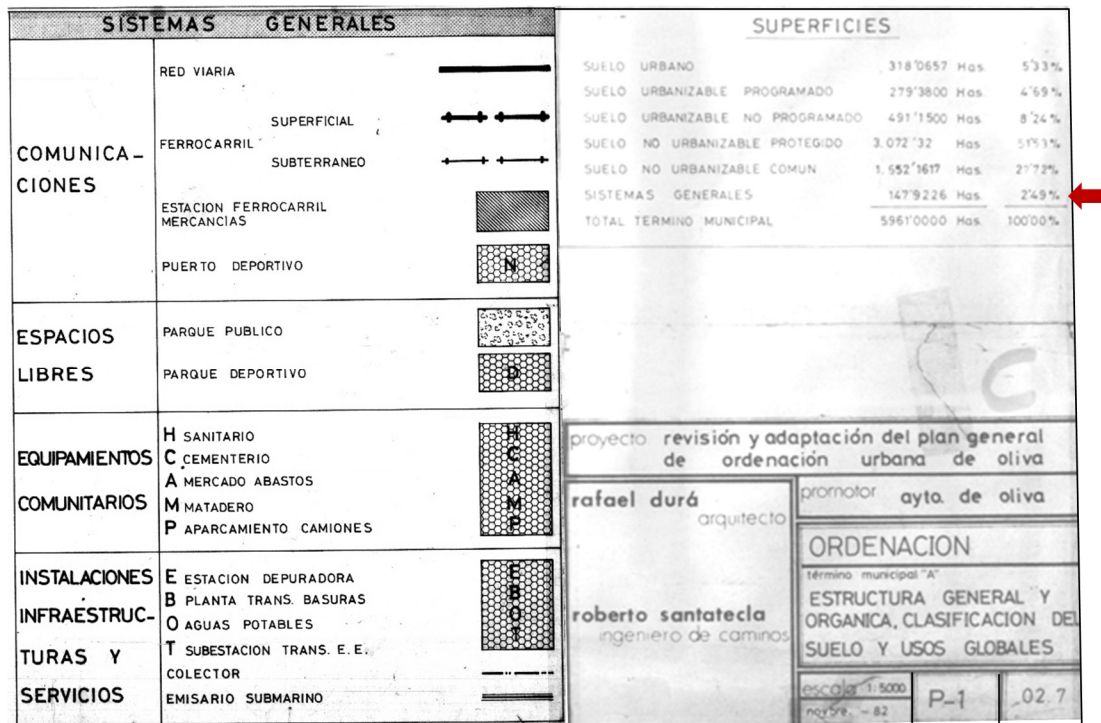 SISTEMAS GENERALES
COMUNICA-
CIONES
RED VIARIA
FERROCARRIL
SUPERFICIAL
SUBTERRANEO
ESTACION FERROCARRIL
MERCANCIAS
PUERTO DEPORTIVO
N
ESPACIOS
LIBRES
PARQUE PUBLICO
PARQUE DEPORTIVO
D
EQUIPAMIENTOS
COMUNITARIOS
H SANITARIO
C CEMENTERIO
A MERCADO ABASTOS
M MATADERO
P APARCAMIENTO CAMIONES
H
C
A
M
P
INSTALACIONES
INFRAESTRUC-
TURAS Y
SERVICIOS
E ESTACION DEPURADORA
B PLANTA TRANS. BASURAS
O AGUAS POTABLES
T SUBESTACION TRANS. E.E.
COLECTOR
EMISARIO SUBMARINO
E
B
O
T
SUPERFICIES
SUELO URBANO 318'0657 Has. 5'33%
SUELO URBANIZABLE PROGRAMADO 279'3800 Has. 4'69%
SUELO URBANIZABLE NO PROGRAMADO 491'1500 Has. 8'24%
SUELO NO URBANIZABLE PROTEGIDO 3.072'32 Has. 51'53%
SUELO NO URBANIZABLE COMUN 1.652'1617 Has. 27'72%
SISTEMAS GENERALES 147'9226 Has. 2'49%
TOTAL TERMINO MUNICIPAL 5961'0000 Has. 100'00%
C
proyecto revisión y adaptación del plan general
de ordenación urbana de oliva
rafael durá
arquitecto
roberto santatecla
ingeniero de caminos
promotor ayto. de oliva
ORDENACION
término municipal "A"
ESTRUCTURA GENERAL Y
ORGANICA, CLASIFICACION DEL
SUELO Y USOS GLOBALES
escala 1:5000
novbre. - 82
P-1
02.7